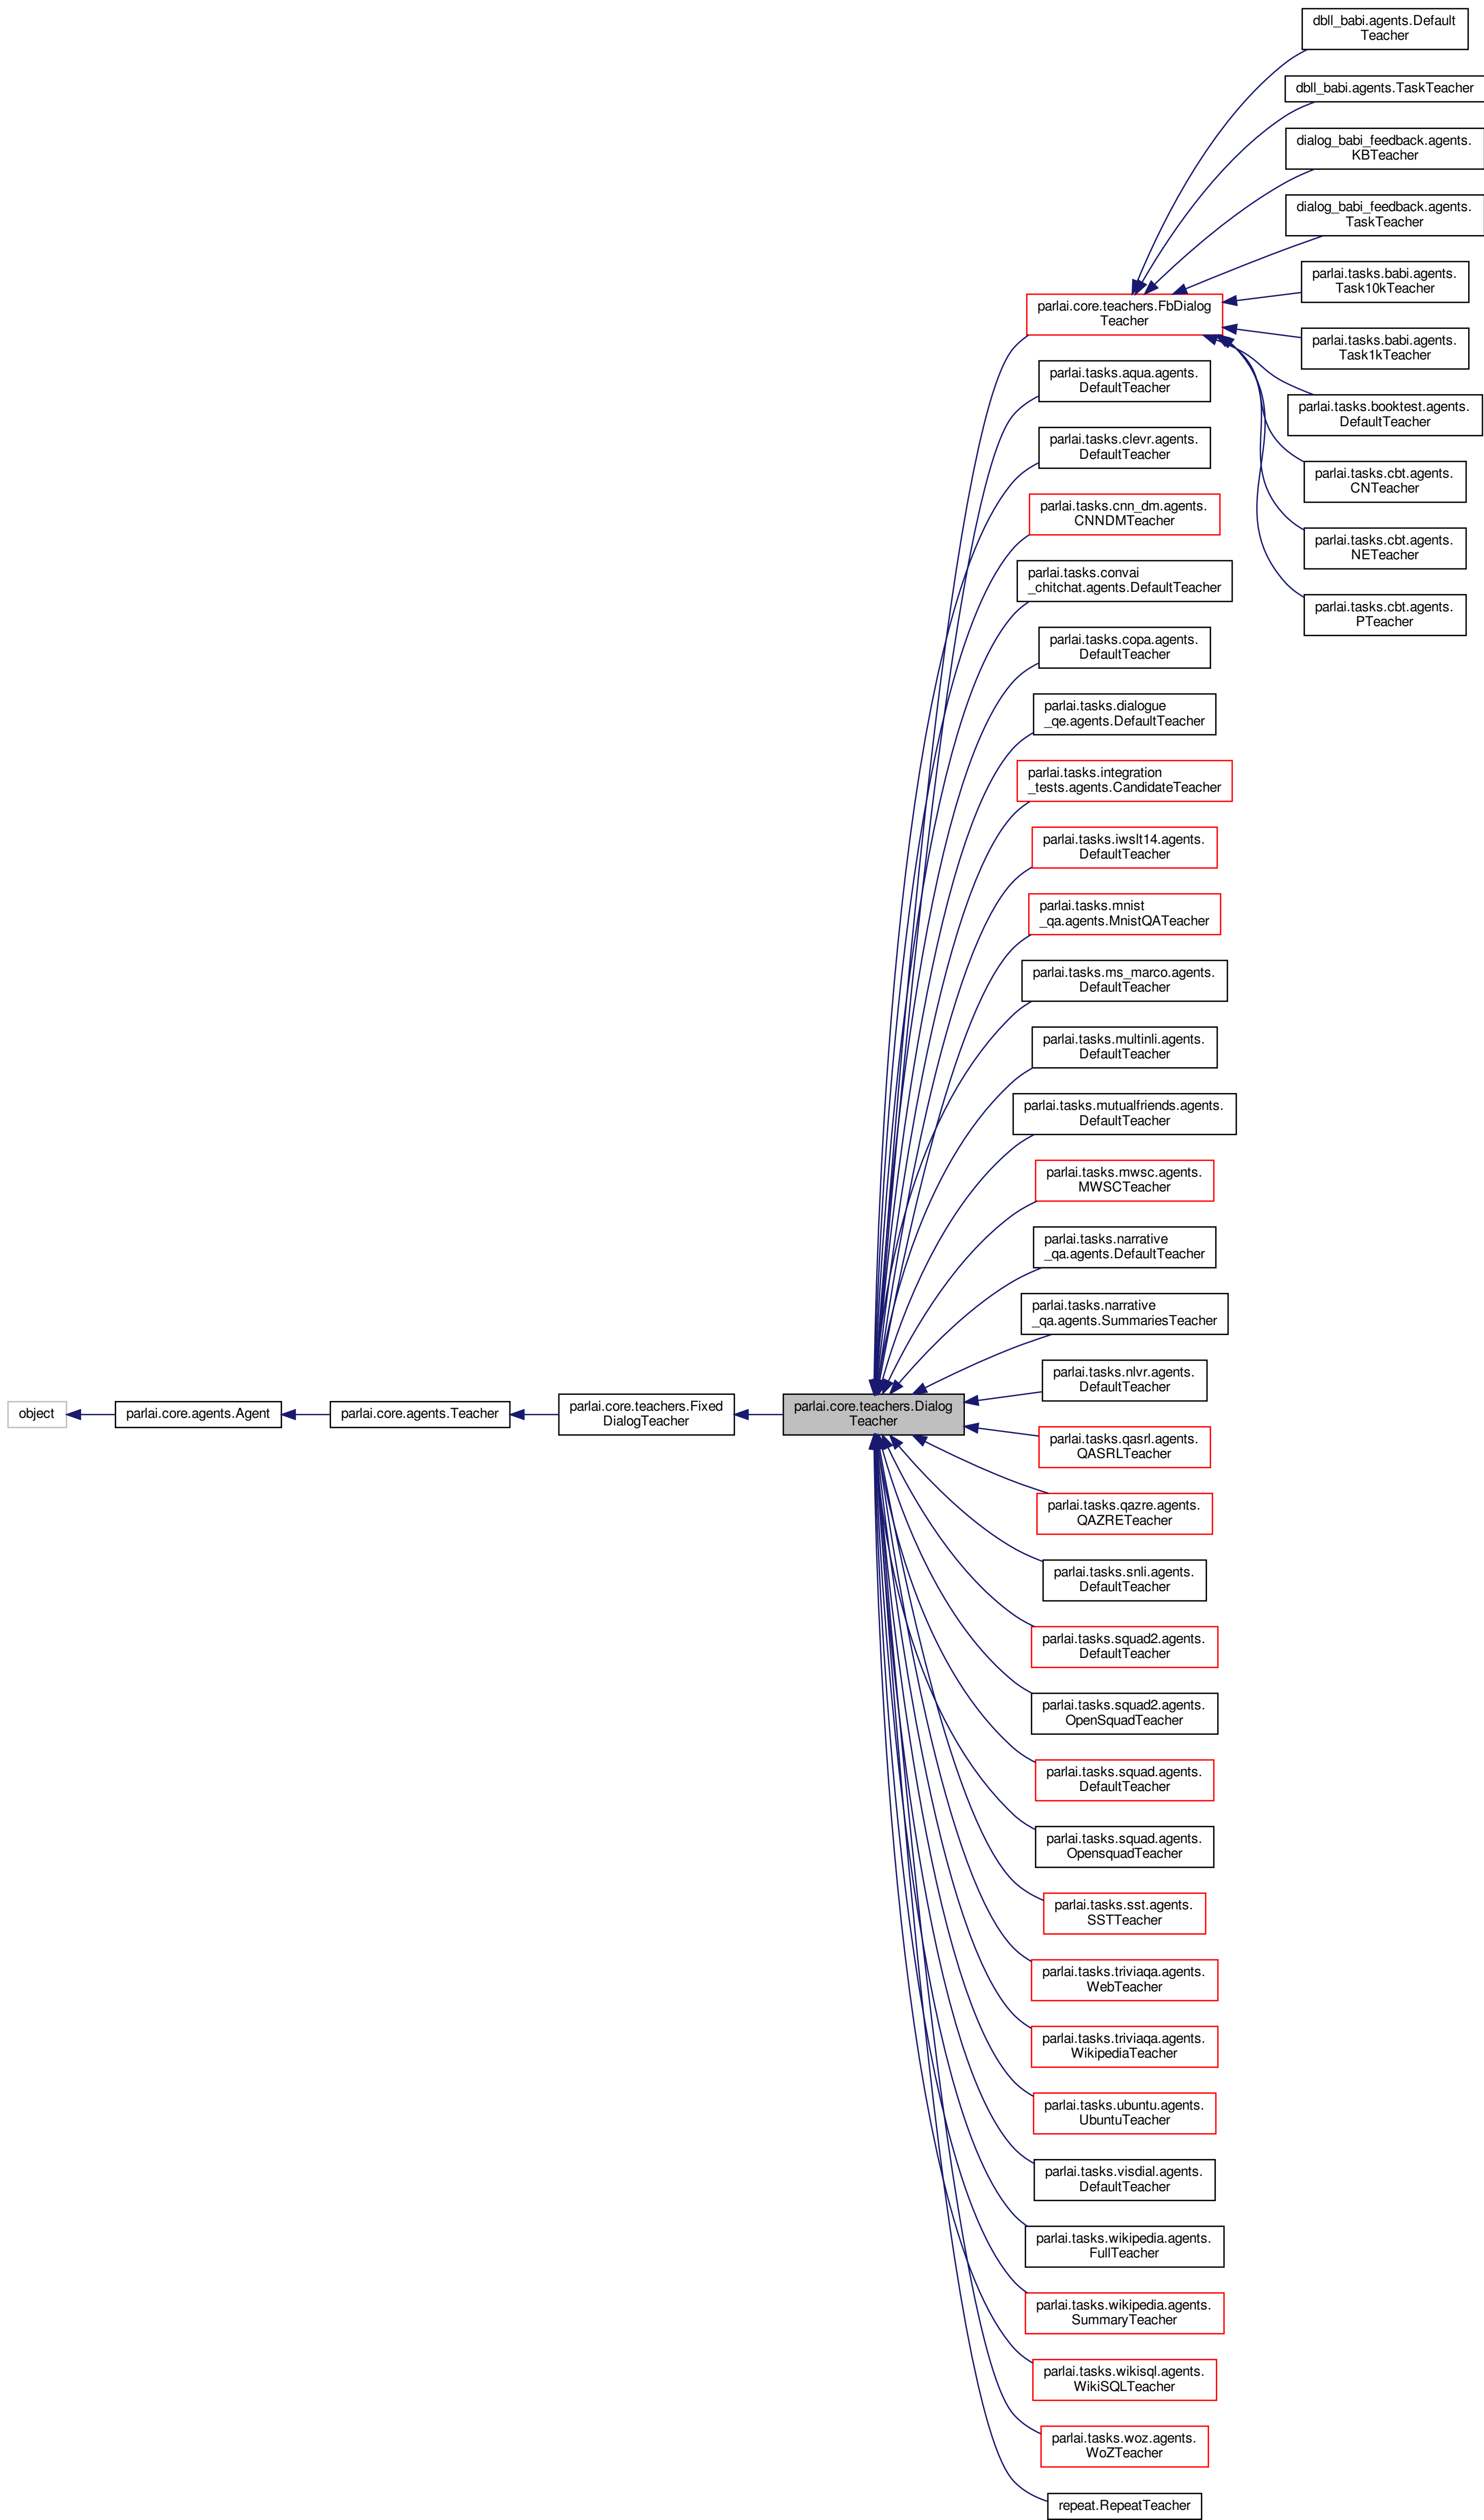 object
parlai.core.agents.Agent
parlai.core.agents.Teacher
parlai.core.teachers.Fixed
DialogTeacher
parlai.core.teachers.Dialog
Teacher
parlai.core.teachers.FbDialog
Teacher
dbll_babi.agents.Default
Teacher
dbll_babi.agents.TaskTeacher
dialog_babi_feedback.agents.
KBTeacher
dialog_babi_feedback.agents.
TaskTeacher
parlai.tasks.babi.agents.
Task10kTeacher
parlai.tasks.babi.agents.
Task1kTeacher
parlai.tasks.booktest.agents.
DefaultTeacher
parlai.tasks.cbt.agents.
CNTeacher
parlai.tasks.cbt.agents.
NETeacher
parlai.tasks.cbt.agents.
PTeacher
parlai.tasks.aqua.agents.
DefaultTeacher
parlai.tasks.clevr.agents.
DefaultTeacher
parlai.tasks.cnn_dm.agents.
CNNDMTeacher
parlai.tasks.convai
_chitchat.agents.DefaultTeacher
parlai.tasks.copa.agents.
DefaultTeacher
parlai.tasks.dialogue
_qe.agents.DefaultTeacher
parlai.tasks.integration
_tests.agents.CandidateTeacher
parlai.tasks.iwslt14.agents.
DefaultTeacher
parlai.tasks.mnist
_qa.agents.MnistQATeacher
parlai.tasks.ms_marco.agents.
DefaultTeacher
parlai.tasks.multinli.agents.
DefaultTeacher
parlai.tasks.mutualfriends.agents.
DefaultTeacher
parlai.tasks.mwsc.agents.
MWSCTeacher
parlai.tasks.narrative
_qa.agents.DefaultTeacher
parlai.tasks.narrative
_qa.agents.SummariesTeacher
parlai.tasks.nlvr.agents.
DefaultTeacher
parlai.tasks.qasrl.agents.
QASRLTeacher
parlai.tasks.qazre.agents.
QAZRETeacher
parlai.tasks.snli.agents.
DefaultTeacher
parlai.tasks.squad2.agents.
DefaultTeacher
parlai.tasks.squad2.agents.
OpenSquadTeacher
parlai.tasks.squad.agents.
DefaultTeacher
parlai.tasks.squad.agents.
OpensquadTeacher
parlai.tasks.sst.agents.
SSTTeacher
parlai.tasks.triviaqa.agents.
WebTeacher
parlai.tasks.triviaqa.agents.
WikipediaTeacher
parlai.tasks.ubuntu.agents.
UbuntuTeacher
parlai.tasks.visdial.agents.
DefaultTeacher
parlai.tasks.wikipedia.agents.
FullTeacher
parlai.tasks.wikipedia.agents.
SummaryTeacher
parlai.tasks.wikisql.agents.
WikiSQLTeacher
parlai.tasks.woz.agents.
WoZTeacher
repeat.RepeatTeacher